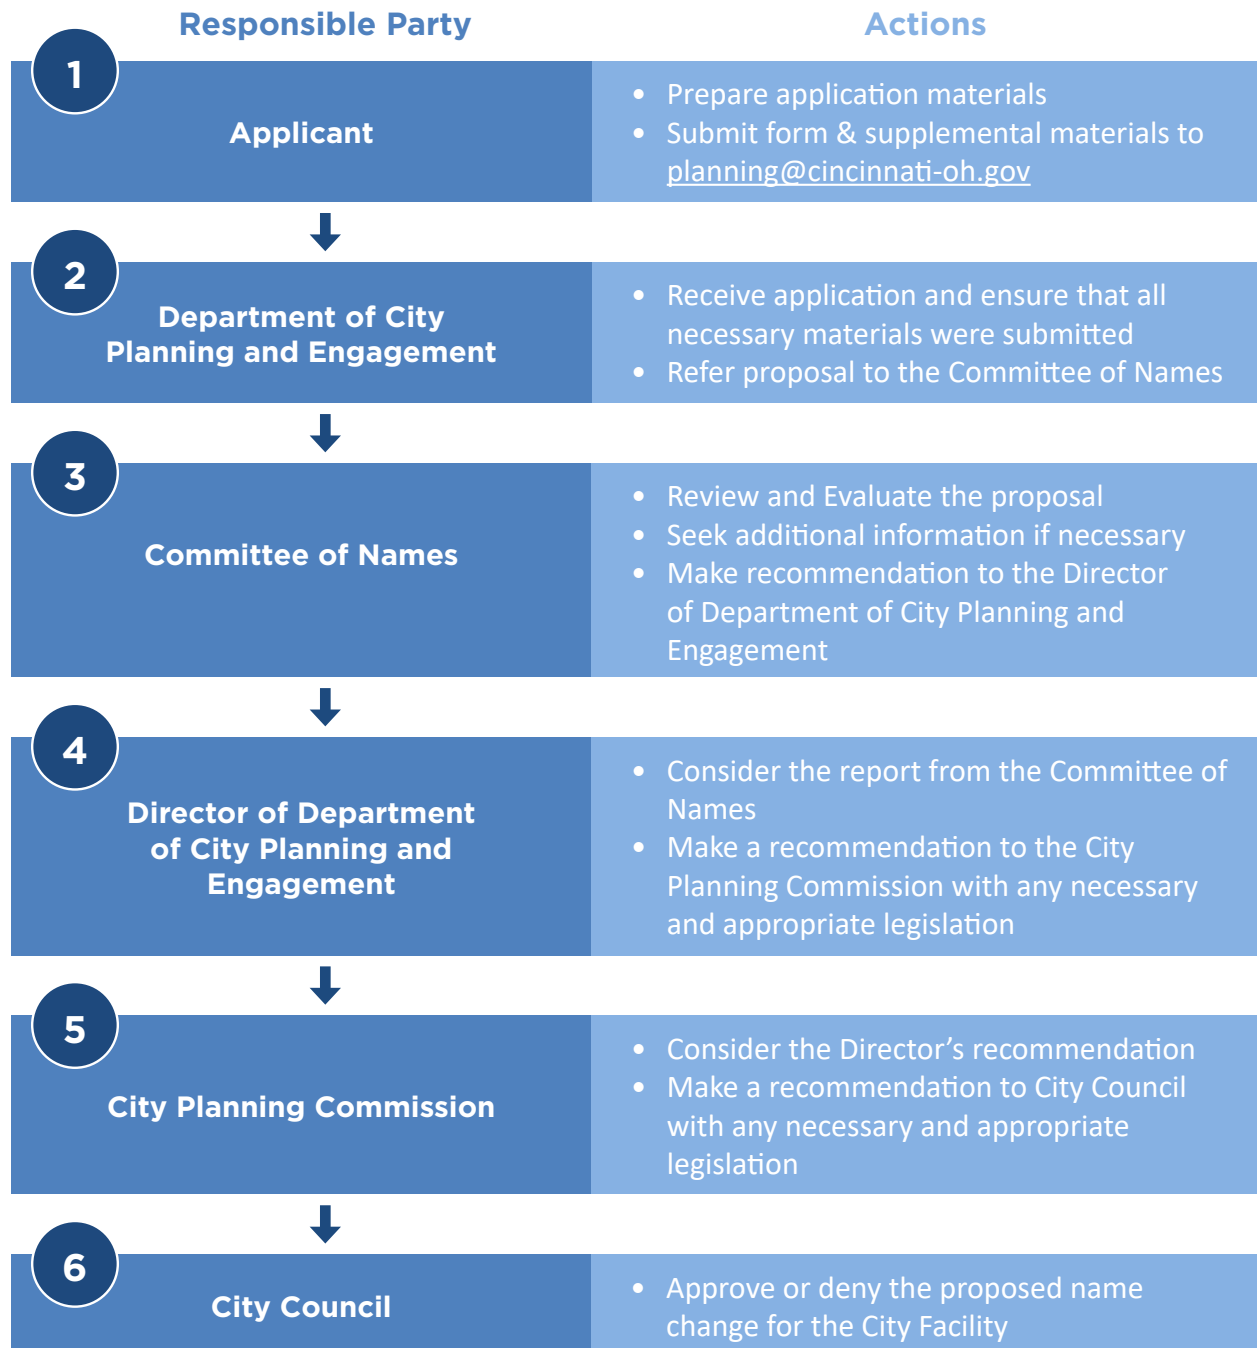 Responsible Party
Actions
1
Applicant
• Prepare application materials
• Submit form & supplemental materials to
planning@cincinnati-oh.gov
2
Department of City
Planning and Engagement
• Receive application and ensure that all
necessary materials were submitted
• Refer proposal to the Committee of Names
3
Committee of Names
• Review and Evaluate the proposal
• Seek additional information if necessary
• Make recommendation to the Director
of Department of City Planning and
Engagement
4
Director of Department
of City Planning and
Engagement
• Consider the report from the Committee of
Names
• Make a recommendation to the City
Planning Commission with any necessary
and appropriate legislation
5
City Planning Commission
• Consider the Director’s recommendation
• Make a recommendation to City Council
with any necessary and appropriate
legislation
6
City Council
• Approve or deny the proposed name
change for the City Facility